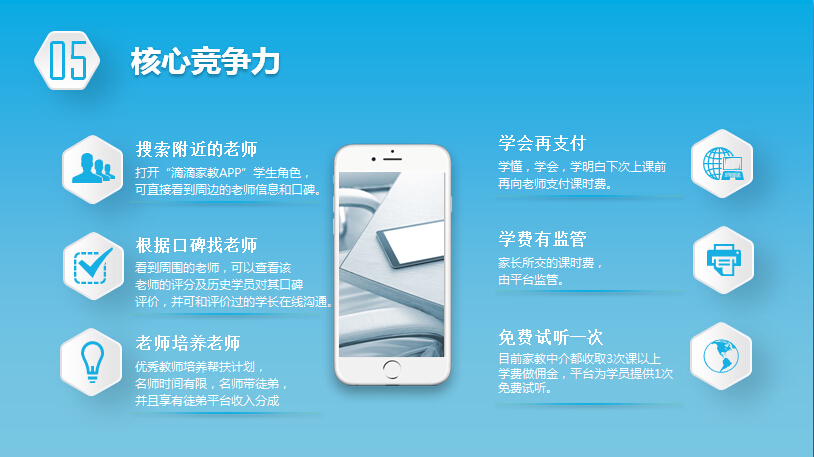 05
核心竞争力
搜索附近的老师
打开“滴滴家教APP”学生角色，
可直接看到周边的老师信息和口碑。
根据口碑找老师
看到周围的老师，可以查看该
老师的评分及历史学员对其口碑
评价，并可和评价过的学长在线沟通。
老师培养老师
优秀教师培养帮扶计划，
名师时间有限，名师带徒弟，
并且享有徒弟平台收入分成
学会再支付
学懂，学会，学明白下次上课前
再向老师支付课时费。
学费有监管
家长所交的课时费，
由平台监管。
免费试听一次
目前家教中介都收取3次课以上
学费做佣金，平台为学员提供1次
免费试听。